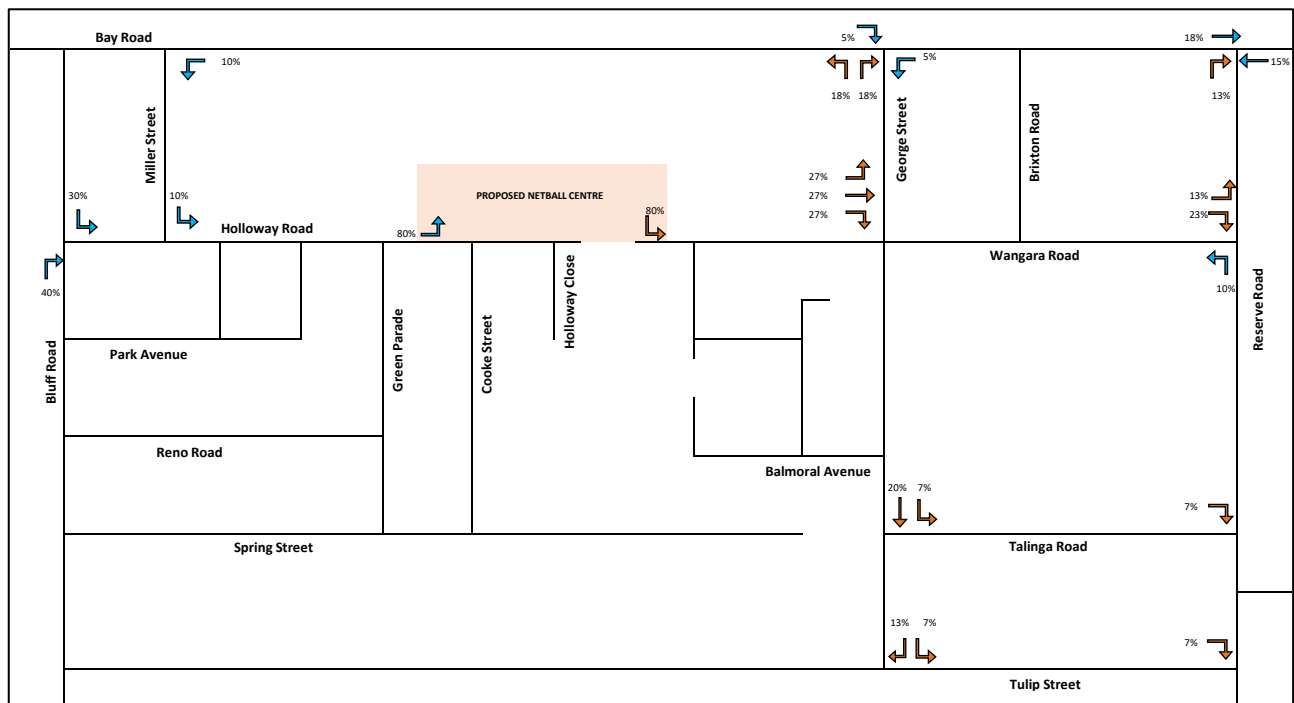 Bay Road
5%
18%
10%
5%
15%
18%
18%
13%
Miller Street
George Street
Brixton Road
30%
10%
PROPOSED NETBALL CENTRE
27%
27%
27%
13%
23%
80%
80%
Holloway Road
Wangara Road
40%
10%
Bluff Road
Park Avenue
Green Parade
Cooke Street
Holloway Close
Reserve Road
Reno Road
Balmoral Avenue
20%
7%
7%
Spring Street
Talinga Road
13%
7%
7%
Tulip Street